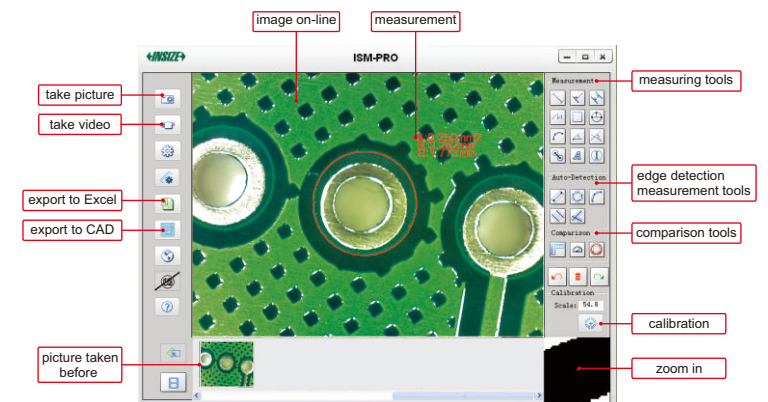 image on-line
measurement
INSIZE
ISM-PRO
Measurement
measuring tools
take picture
take video
Auto-Detection
edge detection
measurement tools
export to Excel
export to CAD
Comparison
comparison tools
Calibration
Scale: 54.8
calibration
picture taken
before
zoom in